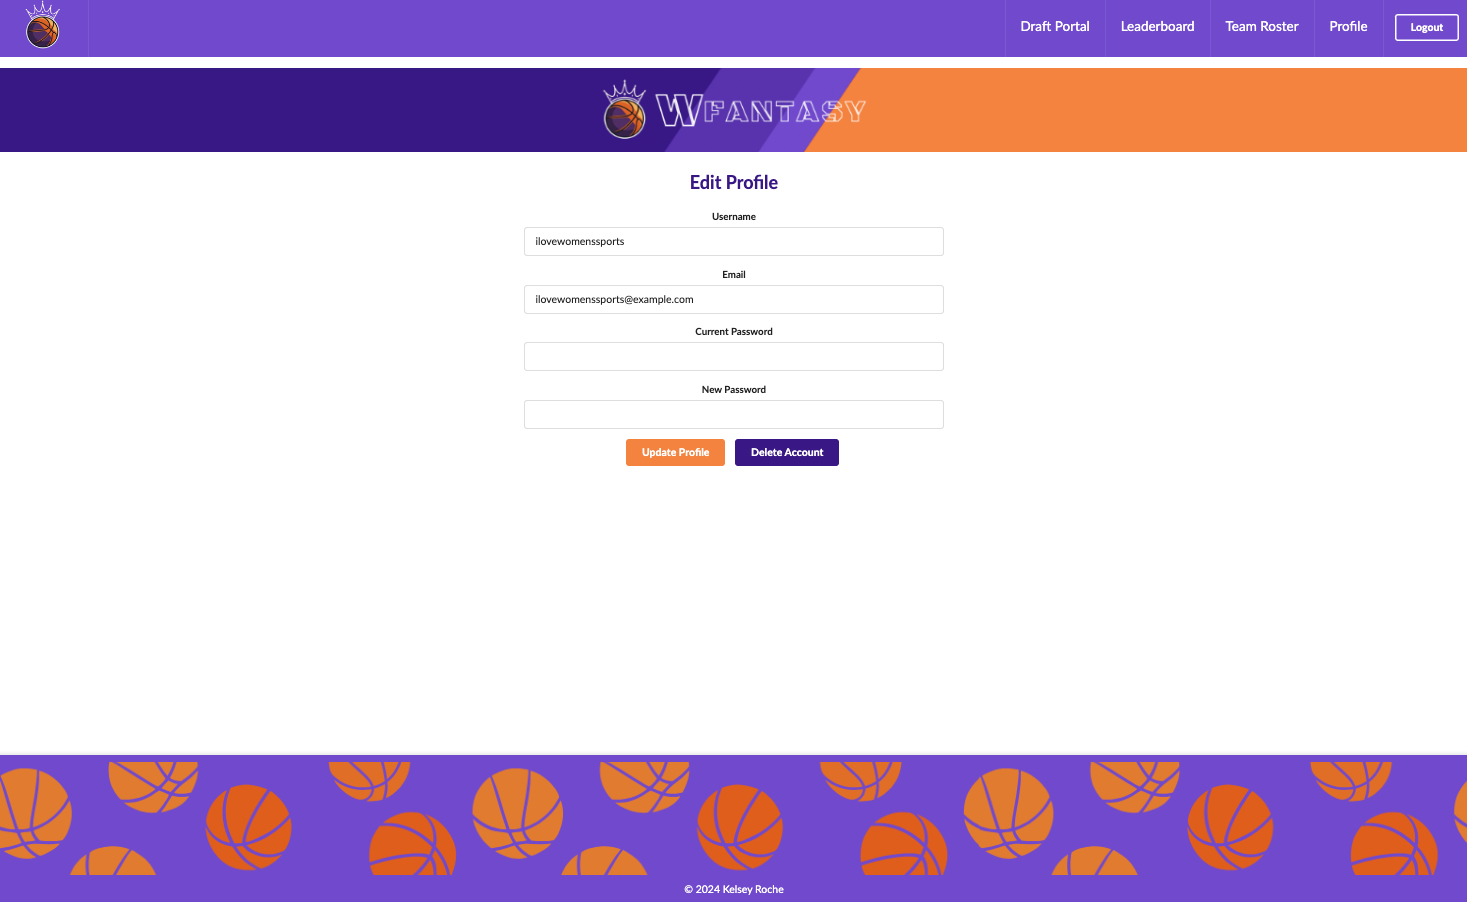 Draft Portal
Leaderboard
Team Roster
Profile
Logout
WFANTASY
Edit Profile
Username
ilovewomenssports
Email
ilovewomenssports@example.com
Current Password
New Password
Update Profile
Delete Account
© 2024 Kelsey Roche